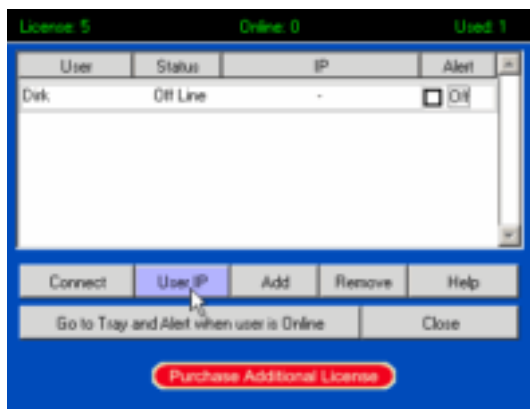 License: 5 Online: 0 Used: 1
User Status IP Alert
Dirk Off Line - Off
Connect User IP Add Remove Help
Go to Tray and Alert when user is Online Close
Purchase Additional License